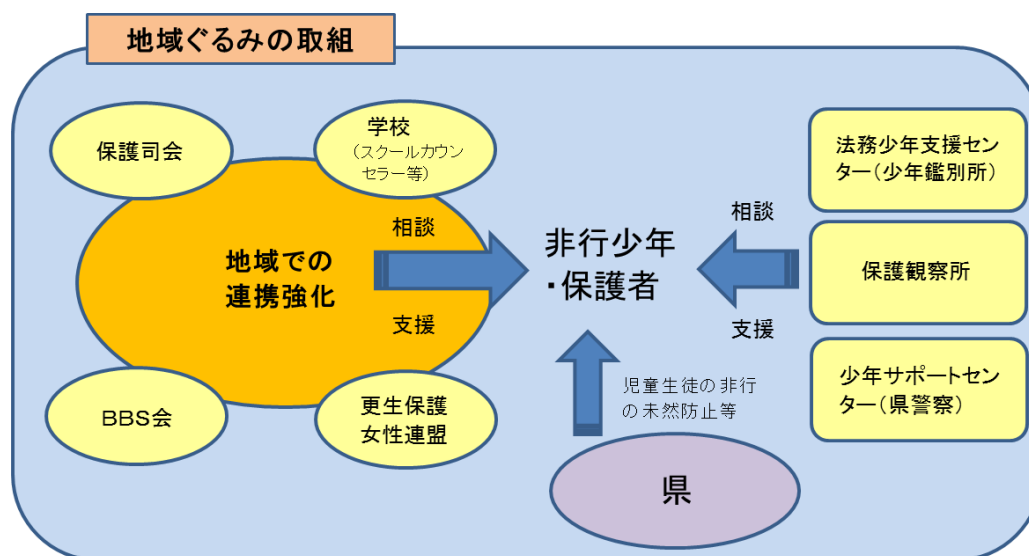 地域ぐるみの取組
保護司会
学校
（スクールカウン
セラー等）
地域での
連携強化
BBS会
更生保護
女性連盟
相談
支援
非行少年
・保護者
相談
支援
法務少年支援セン
ター（少年鑑別所）
保護観察所
少年サポートセン
ター（県警察）
児童生徒の非行
の未然防止等
県